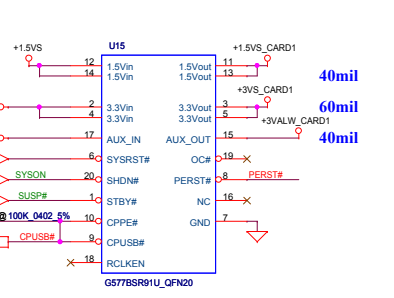 U15
+1.5VS
+1.5VS_CARD1
12 1.5Vin 1.5Vout 11
14 1.5Vin 1.5Vout 13
40mil
+3VS_CARD1
2 3.3Vin 3.3Vout 3
60mil
4 3.3Vin 3.3Vout 5
+3VALW_CARD1
17 AUX_IN AUX_OUT 15
40mil
6 SYSRST# OC# 19
SYSON 20 SHDN# PERST# 8 PERST#
SUSP# 1 STBY# NC 16
@100K_0402_5% 10 CPPE# GND 7
CPUSB# 9 CPUSB#
18 RCLKEN
G577BSR91U_QFN20